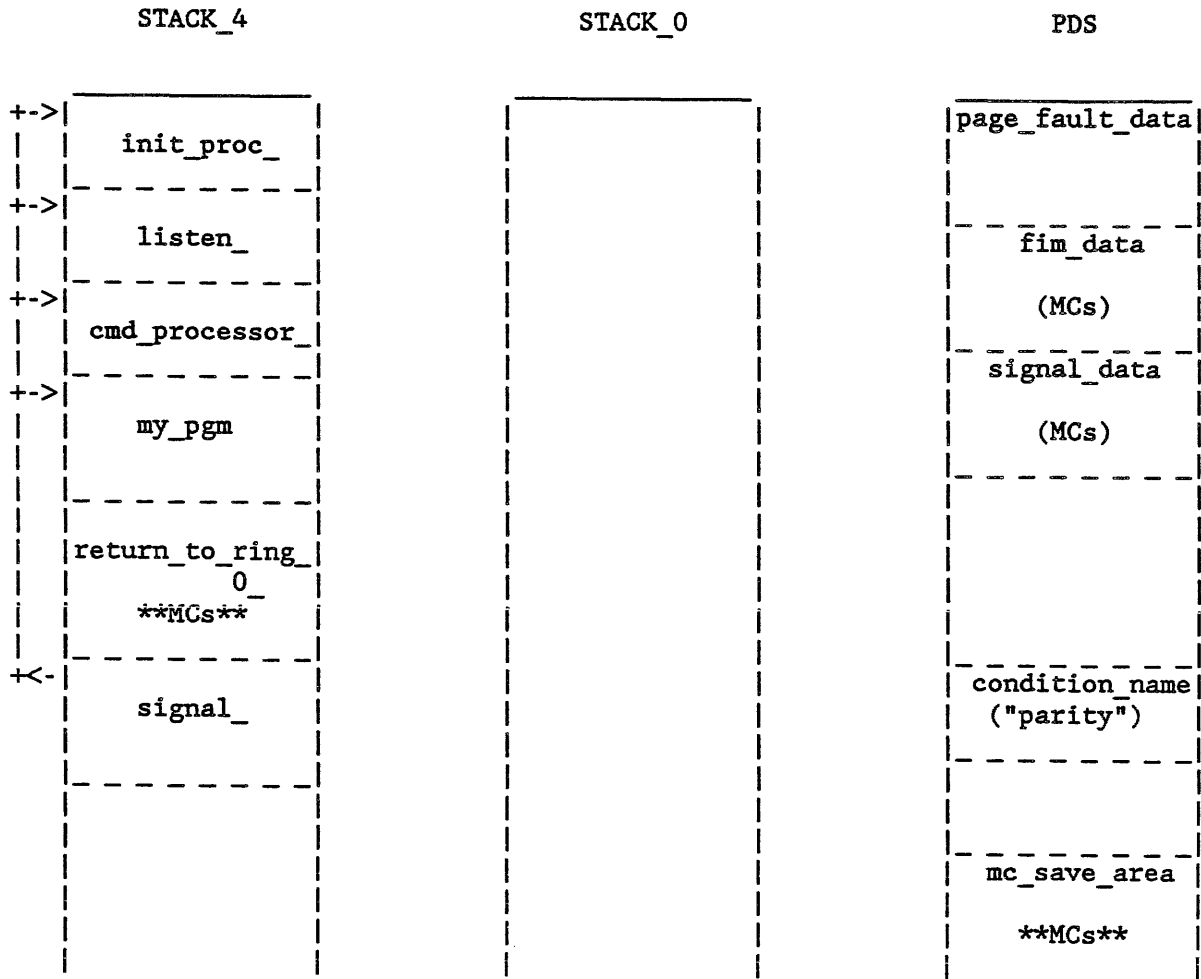 STACK_4
STACK_0
PDS
init_proc_
listen_
cmd_processor_
my_pgm
return_to_ring_
0_
**MCs**
signal_
page_fault_data
fim_data
(MCs)
signal_data
(MCs)
condition_name
("parity")
mc_save_area
**MCs**